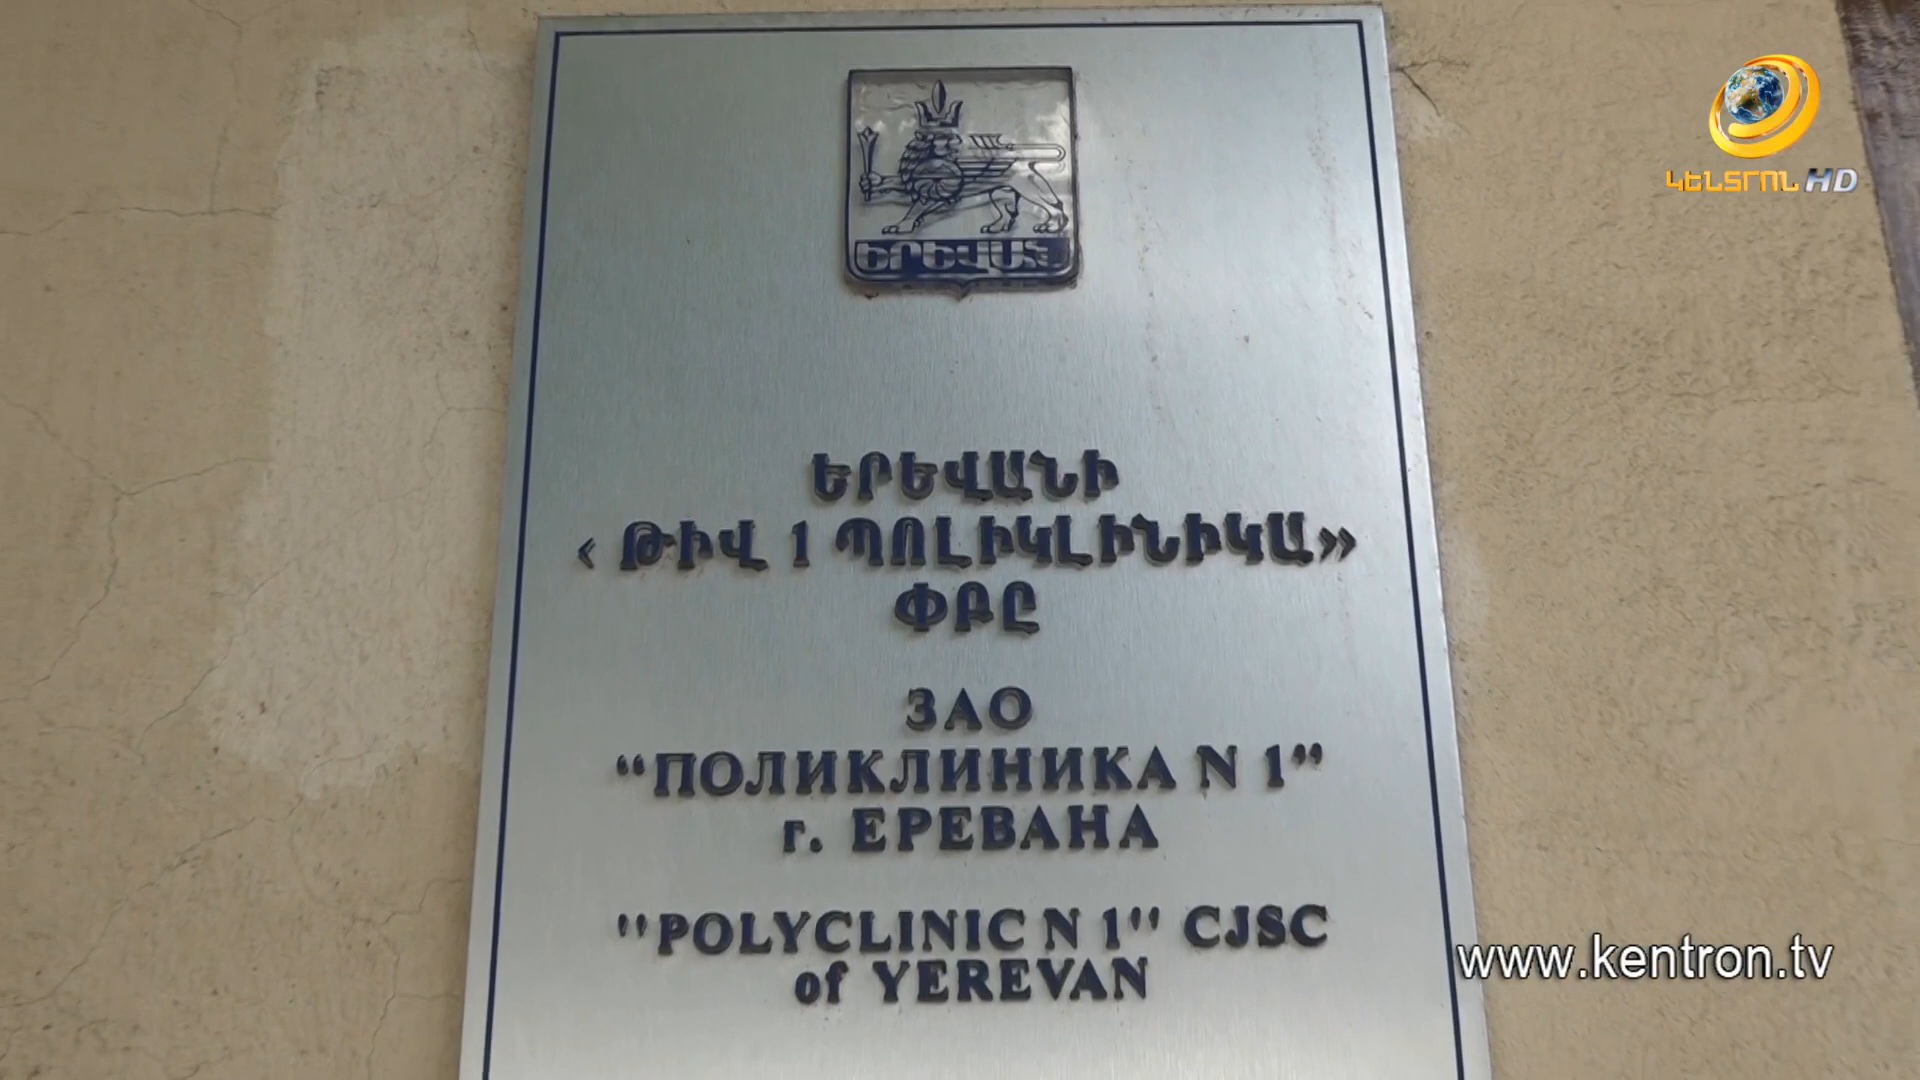 ԿԵՆՏՐՈՆ HD
ԵՐԵՎԱՆ
ԵՐԵՎԱՆԻ
‹ ԹԻՎ 1 ՊՈԼԻԿԼԻՆԻԿԱ»
ՓԲԸ
ЗАО
“ПОЛИКЛИНИКА N 1”
г. ЕРЕВАНА
"POLYCLINIC N 1" CJSC
of YEREVAN
www.kentron.tv